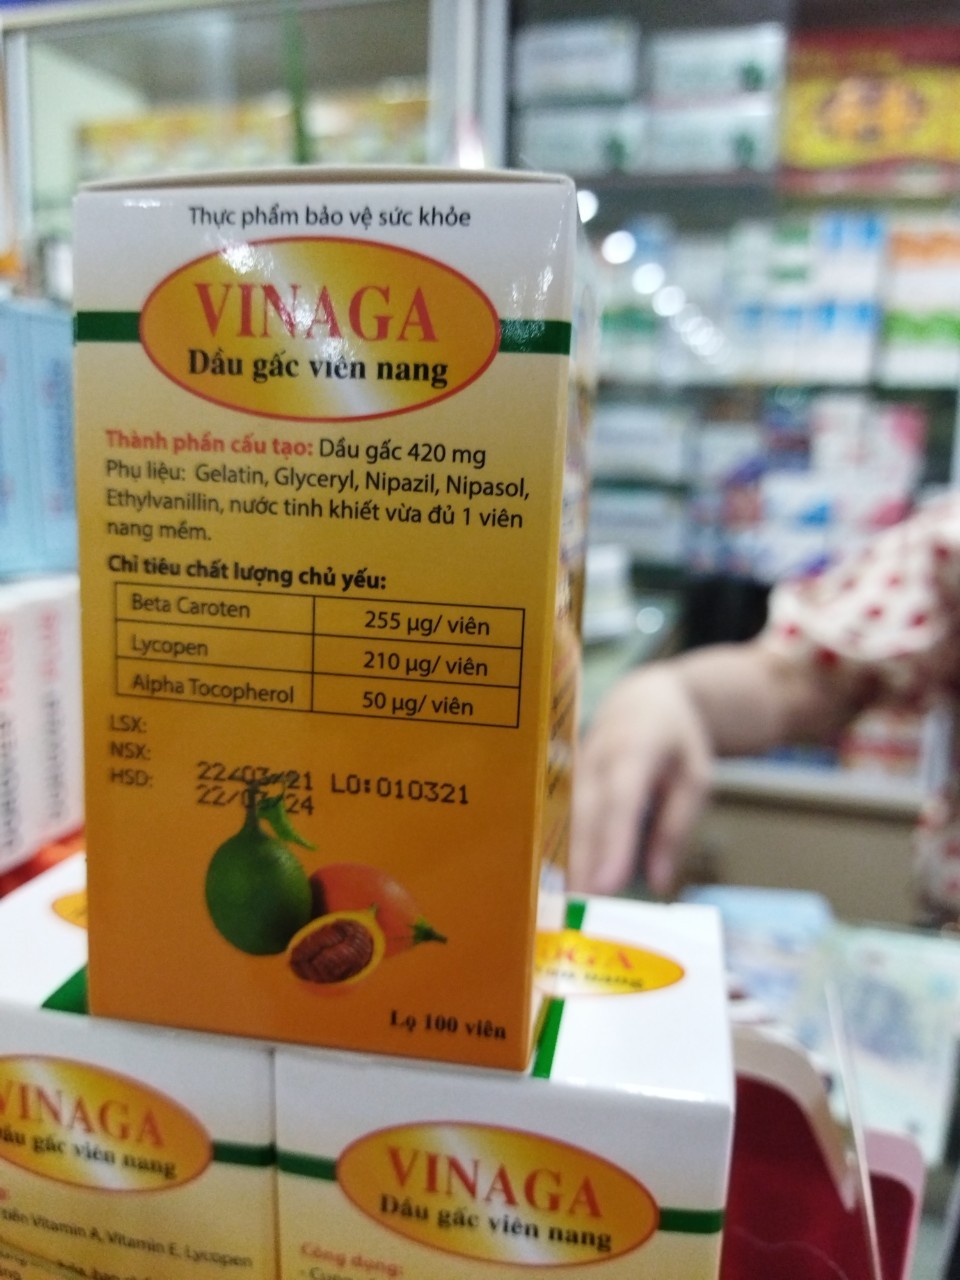 Thực phẩm bảo vệ sức khỏe
VINAGA
Dầu gấc viên nang
Thành phần cấu tạo: Dầu gấc 420 mg
Phụ liệu: Gelatin, Glyceryl, Nipazil, Nipasol,
Ethylvanillin, nước tinh khiết vừa đủ 1 viên
nang mềm.
Chỉ tiêu chất lượng chủ yếu:
Beta Caroten 255 µg/ viên
Lycopen 210 µg/ viên
Alpha Tocopherol 50 µg/ viên
LSX:
NSX:
HSD:
22/03/21 LO:010321
22/03/24
Lọ 100 viên
VINAGA
Dầu gấc viên nang
tiền Vitamin A, Vitamin E, Lycopen
VINAGA
Dầu gấc viên nang
Công dụng: